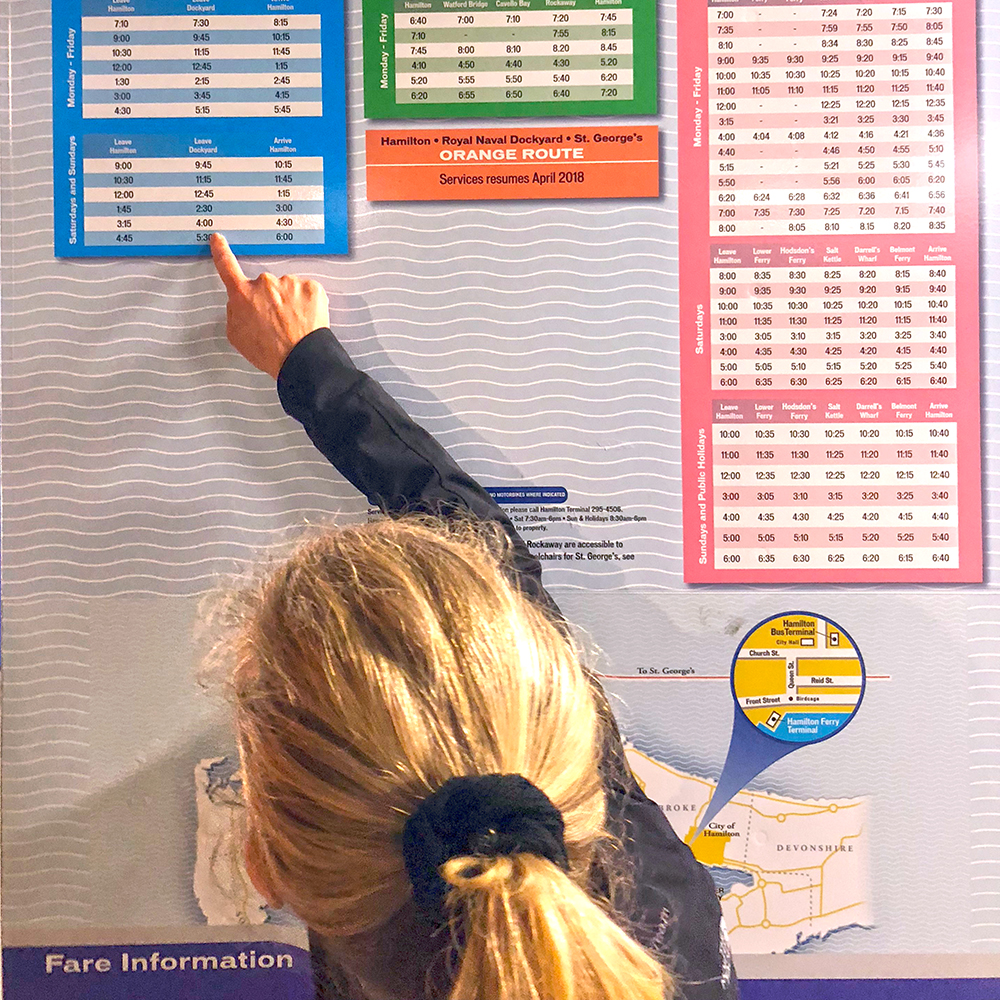 Leave Hamilton Leave Dockyard Arrive Hamilton
Monday - Friday
7:10 7:30 8:15
9:00 9:45 10:15
10:30 11:15 11:45
12:00 12:45 1:15
1:30 2:15 2:45
3:00 3:45 4:15
4:30 5:15 5:45
Saturdays and Sundays
Leave Hamilton Leave Dockyard Arrive Hamilton
9:00 9:45 10:15
10:30 11:15 11:45
12:00 12:45 1:15
1:45 2:30 3:00
3:15 4:00 4:30
4:45 5:30 6:00
Hamilton Watford Bridge Cavello Bay Rockaway Hamilton
Monday - Friday
6:40 7:00 7:10 7:20 7:45
7:10 - - 7:55 8:15
7:45 8:00 8:10 8.20 8.45
4:10 4:50 4:40 4:30 5.20
5:20 5:55 5:50 5:40 6:20
6:20 6:55 6:50 6:40 7:20
Hamilton • Royal Naval Dockyard • St. George's
ORANGE ROUTE
Services resumes April 2018
Monday - Friday
7:00 - - 7:24 7:20 7:15 7:30
7:35 - - 7:59 7:55 7:50 8:05
8:10 - - 8:34 8:30 8:25 8:45
9:00 9:35 9:30 9:25 9:20 9:15 9:40
10:00 10:35 10:30 10:25 10:20 10:15 10:40
11:00 11:05 11:10 11:15 11:20 11:25 11:40
12:00 - - 12:25 12:20 12:15 12:35
3:15 - - 3:21 3:25 3:30 3:45
4:00 4:04 4:08 4:12 4:16 4:21 4:36
4:40 - - 4:46 4:50 4:55 5:10
5:15 - - 5:21 5:25 5:30 5 45
5:50 - - 5:56 6:00 6:05 6:20
6:20 6:24 6:28 6:32 6:36 6:41 6:56
7:00 7:35 7:30 7:25 7:20 7:15 7:40
8:00 - 8:05 8:10 8:15 8.20 8:35
Saturdays
Leave Hamilton Lower Ferry Hodsdon's Ferry Salt Kettle Darrell's Wharf Belmont Ferry Arrive Hamilton
8:00 8:35 8:30 8:25 8:20 8:15 8:40
9:00 9:35 9:30 9:25 9:20 9:15 9:40
10:00 10:35 10:30 10:25 10:20 10:15 10:40
11:00 11:35 11:30 11:25 11:20 11:15 11:40
3:00 3:05 3:10 3:15 3:20 3:25 3:40
4:00 4:35 4:30 4:25 4:20 4:15 4:40
5:00 5:05 5:10 5:15 5:20 5:25 5:40
6:00 6:35 6:30 6:25 6:20 6:15 6:40
Sundays and Public Holidays
Leave Hamilton Lower Ferry Hodsdon's Ferry Salt Kettle Darrell's Wharf Belmont Ferry Arrive Hamilton
10:00 10:35 10:30 10:25 10:20 10:15 10:40
11:00 11:35 11:30 11:25 11:20 11:15 11:40
12:00 12:35 12:30 12:25 12:20 12:15 12:40
3:00 3:05 3:10 3:15 3:20 3:25 3:40
4:00 4:35 4:30 4:25 4:20 4:15 4:40
5:00 5:05 5:10 5:15 5:20 5:25 5:40
6:00 6:35 6:30 6:25 6:20 6:15 6:40
NO MOTORBIKES WHERE INDICATED
please call Hamilton Terminal 295-4506.
• Sat 7:30am-6pm • Sun & Holidays 8:30am-6pm
to property.
Rockaway are accessible to
for St. George's, see
To St. George's
Hamilton
Bus Terminal
City Hall
Church St.
Queen St.
Reid St.
Front Street • Birdcage
Hamilton Ferry
Terminal
BROKE
City of
Hamilton
DEVONSHIRE
Fare Information